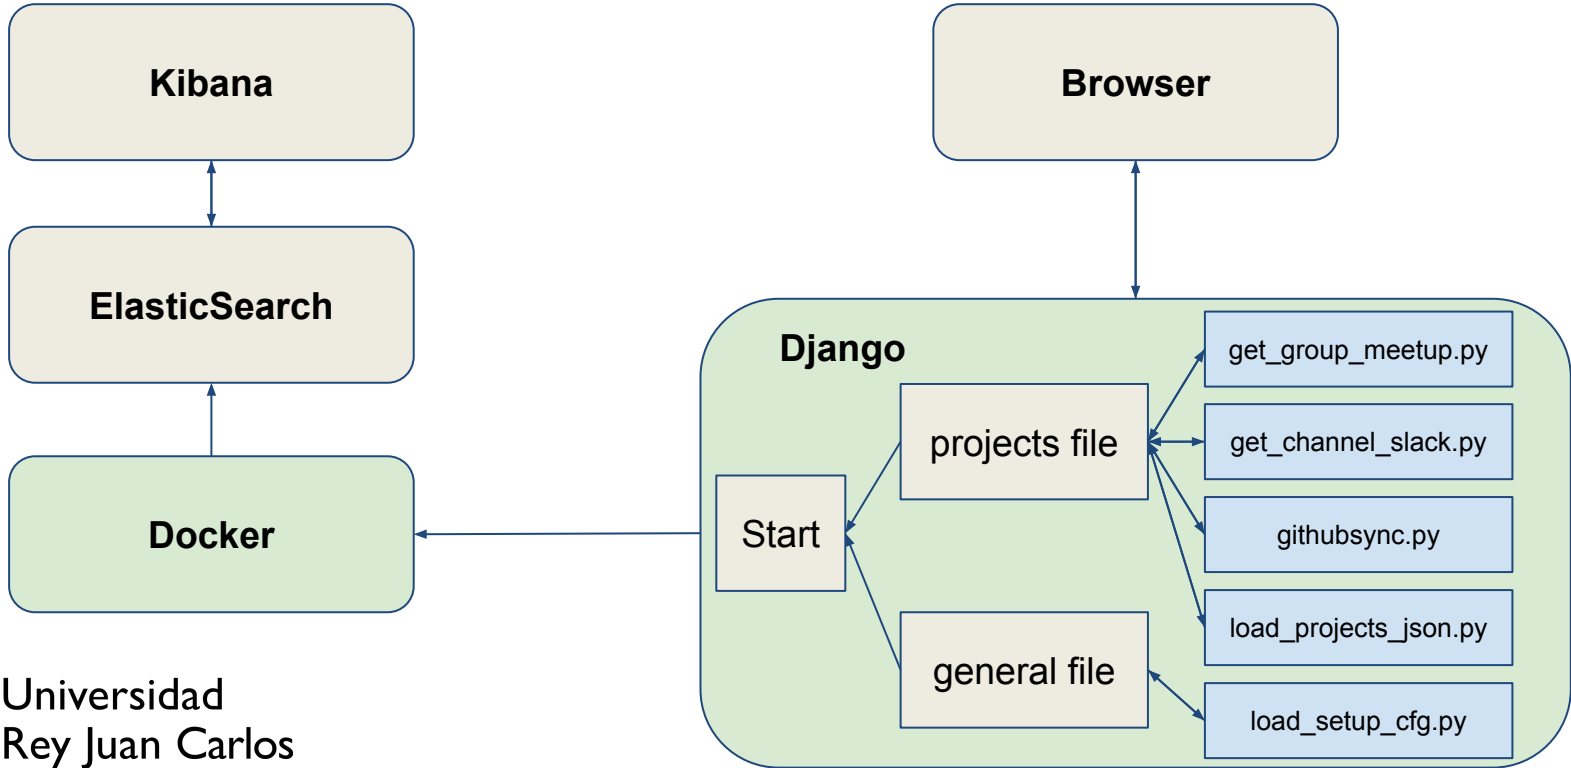 Kibana
Browser
ElasticSearch
Django
get_group_meetup.py
projects file
get_channel_slack.py
Docker
Start
githubsync.py
load_projects_json.py
general file
load_setup_cfg.py
Universidad
Rey Juan Carlos